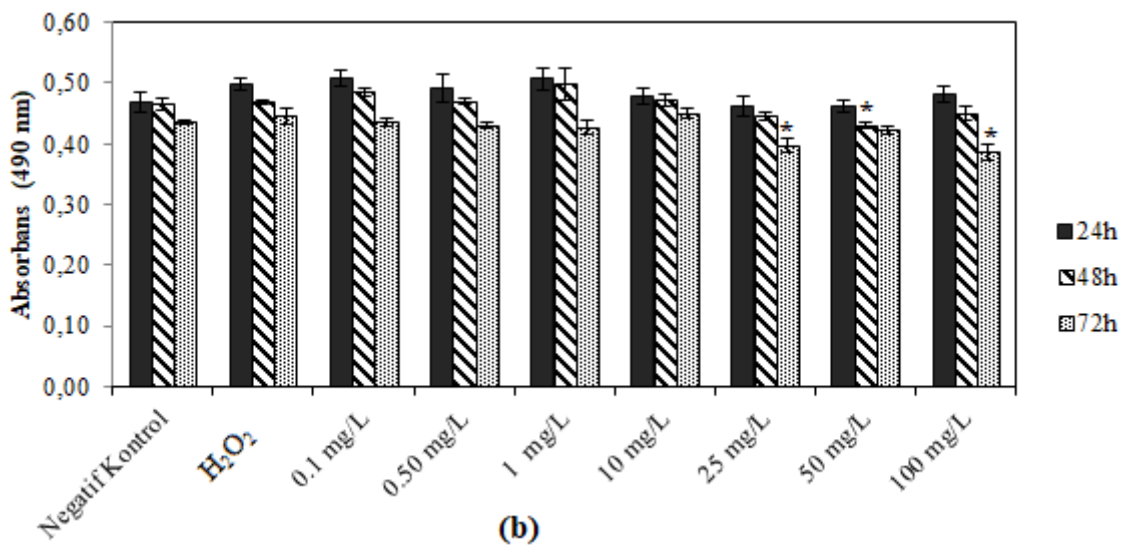 Absorbans (490 nm)
0,60
0,50
0,40
0,30
0,20
0,10
0,00
* * *
24h
48h
72h
Negatif Kontrol
H₂O₂
0.1 mg/L
0.50 mg/L
1 mg/L
10 mg/L
25 mg/L
50 mg/L
100 mg/L
(b)